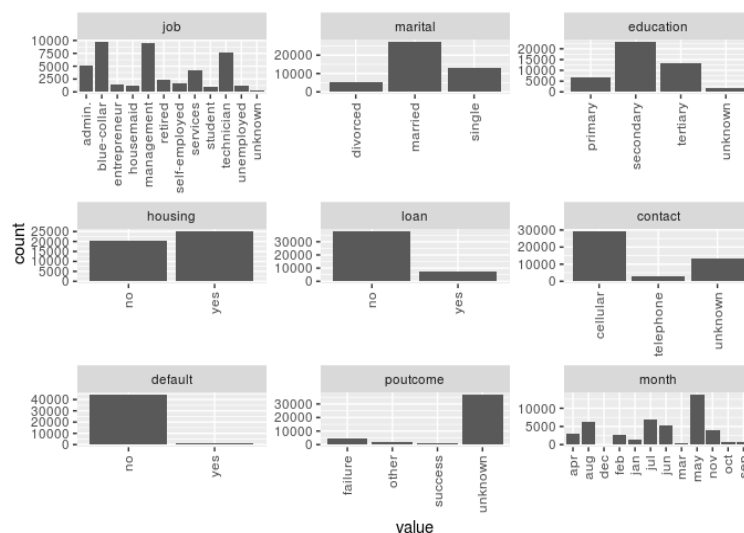 job
marital
education
10000
7500
5000
2500
0
admin.
blue-collar
entrepreneur
housemaid
management
retired
self-employed
services
student
technician
unemployed
unknown
20000
10000
0
divorced
married
single
20000
15000
10000
5000
0
primary
secondary
tertiary
unknown
count
housing
loan
contact
25000
20000
15000
10000
5000
0
no
yes
30000
20000
10000
0
no
yes
30000
20000
10000
0
cellular
telephone
unknown
default
poutcome
month
40000
30000
20000
10000
0
no
yes
30000
20000
10000
0
failure
other
success
unknown
10000
5000
0
apr
aug
dec
feb
jan
jul
jun
mar
may
nov
oct
sep
value